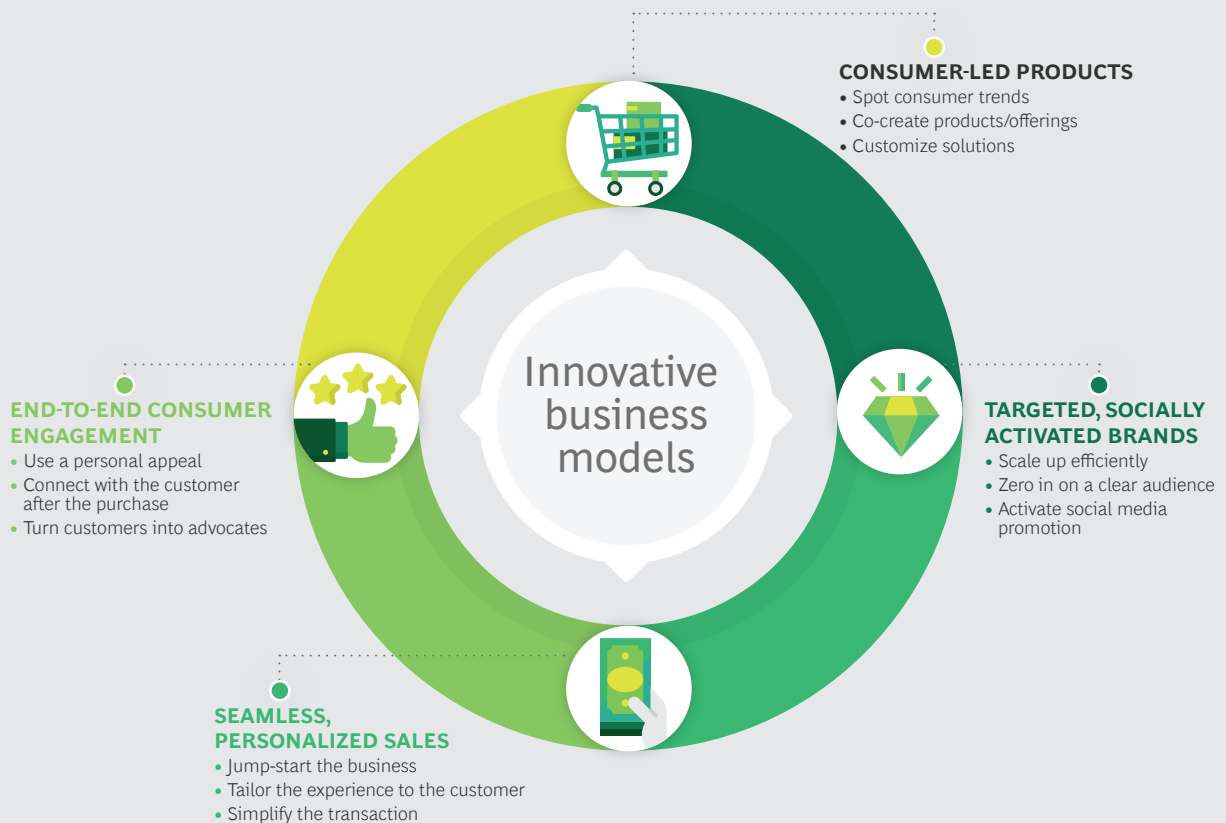 CONSUMER-LED PRODUCTS
• Spot consumer trends
• Co-create products/offerings
• Customize solutions
Innovative
business
models
TARGETED, SOCIALLY
ACTIVATED BRANDS
• Scale up efficiently
• Zero in on a clear audience
• Activate social media
promotion
END-TO-END CONSUMER
ENGAGEMENT
• Use a personal appeal
• Connect with the customer
after the purchase
• Turn customers into advocates
SEAMLESS,
PERSONALIZED SALES
• Jump-start the business
• Tailor the experience to the customer
• Simplify the transaction